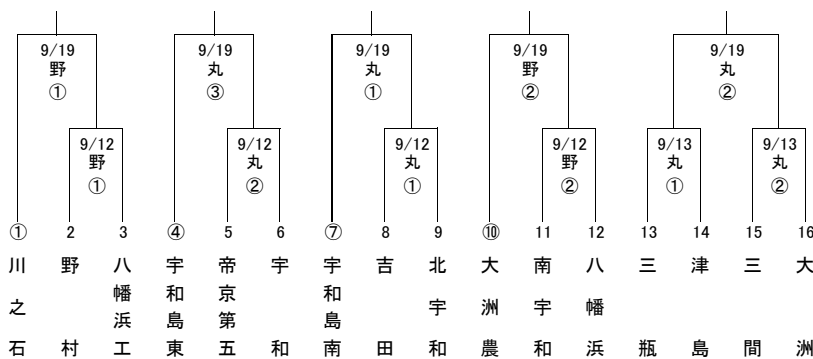 9/19 9/19 9/19 9/19 9/19
野 丸 丸 野 丸
① ③ ① ② ②
9/12 9/12 9/12 9/12 9/13 9/13
野 丸 丸 野 丸 丸
① ② ① ② ① ②
① 2 3 ④ 5 6 ⑦ 8 9 ⑩ 11 12 13 14 15 16
川之石
野村
八幡浜工
宇和島東
帝京第五
宇和
宇和島南
吉田
北宇和
大洲農
南宇和
八幡浜
三瓶
津島
三間
大洲